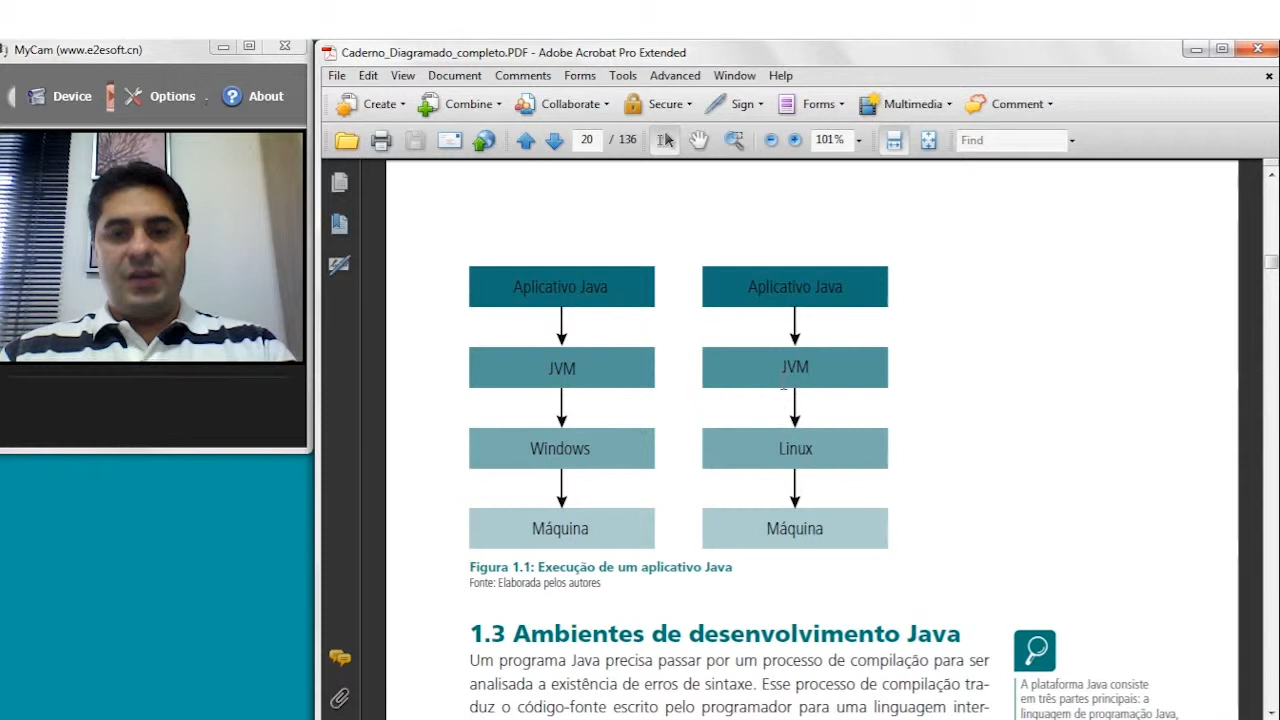 MyCam (www.e2esoft.cn)
Device
Options
About
Caderno_Diagramado_completo.PDF - Adobe Acrobat Pro Extended
File Edit View Document Comments Forms Tools Advanced Window Help
Create Combine Collaborate Secure Sign Forms Multimedia Comment
20 / 136 101% Find
Aplicativo Java
JVM
Windows
Máquina
Aplicativo Java
JVM
Linux
Máquina
Figura 1.1: Execução de um aplicativo Java
Fonte: Elaborada pelos autores
1.3 Ambientes de desenvolvimento Java
Um programa Java precisa passar por um processo de compilação para ser
analisada a existência de erros de sintaxe. Esse processo de compilação tra-
duz o código-fonte escrito pelo programador para uma linguagem inter-
A plataforma Java consiste
em três partes principais: a
linguagem de programação Java,